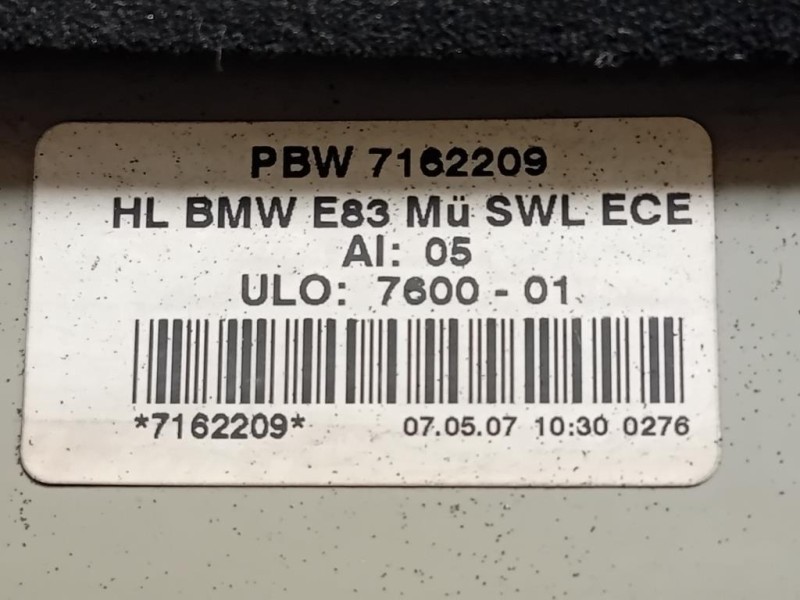 PBW 7162209
HL BMW E83 Mü SWL ECE
AI: 05
ULO: 7600 - 01
*7162209* 07.05.07 10:30 0276